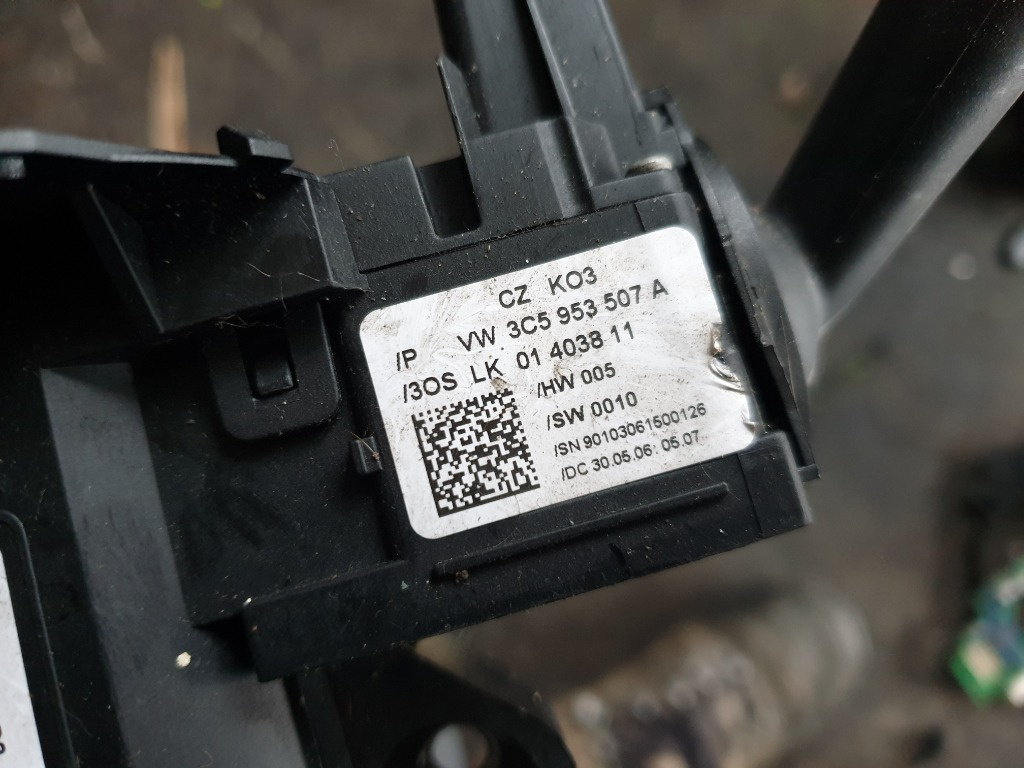 CZ KO3
/P VW 3C5 953 507 A
/3OS LK 01 4038 11
/HW 005
/SW 0010
/SN 90103061500126
/DC 30.05.06. 05.07